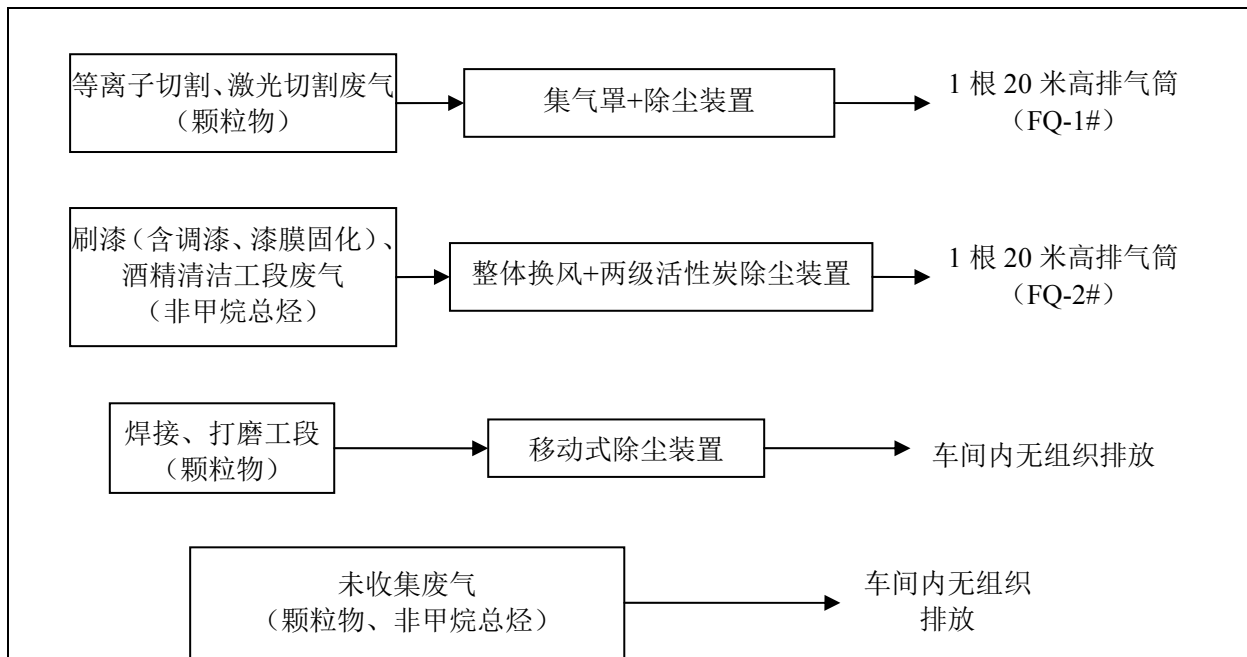 等离子切割、激光切割废气
（颗粒物）
集气罩+除尘装置
1 根 20 米高排气筒
（FQ-1#）
刷漆（含调漆、漆膜固化）、
酒精清洁工段废气
（非甲烷总烃）
整体换风+两级活性炭除尘装置
1 根 20 米高排气筒
（FQ-2#）
焊接、打磨工段
（颗粒物）
移动式除尘装置
车间内无组织排放
未收集废气
（颗粒物、非甲烷总烃）
车间内无组织
排放